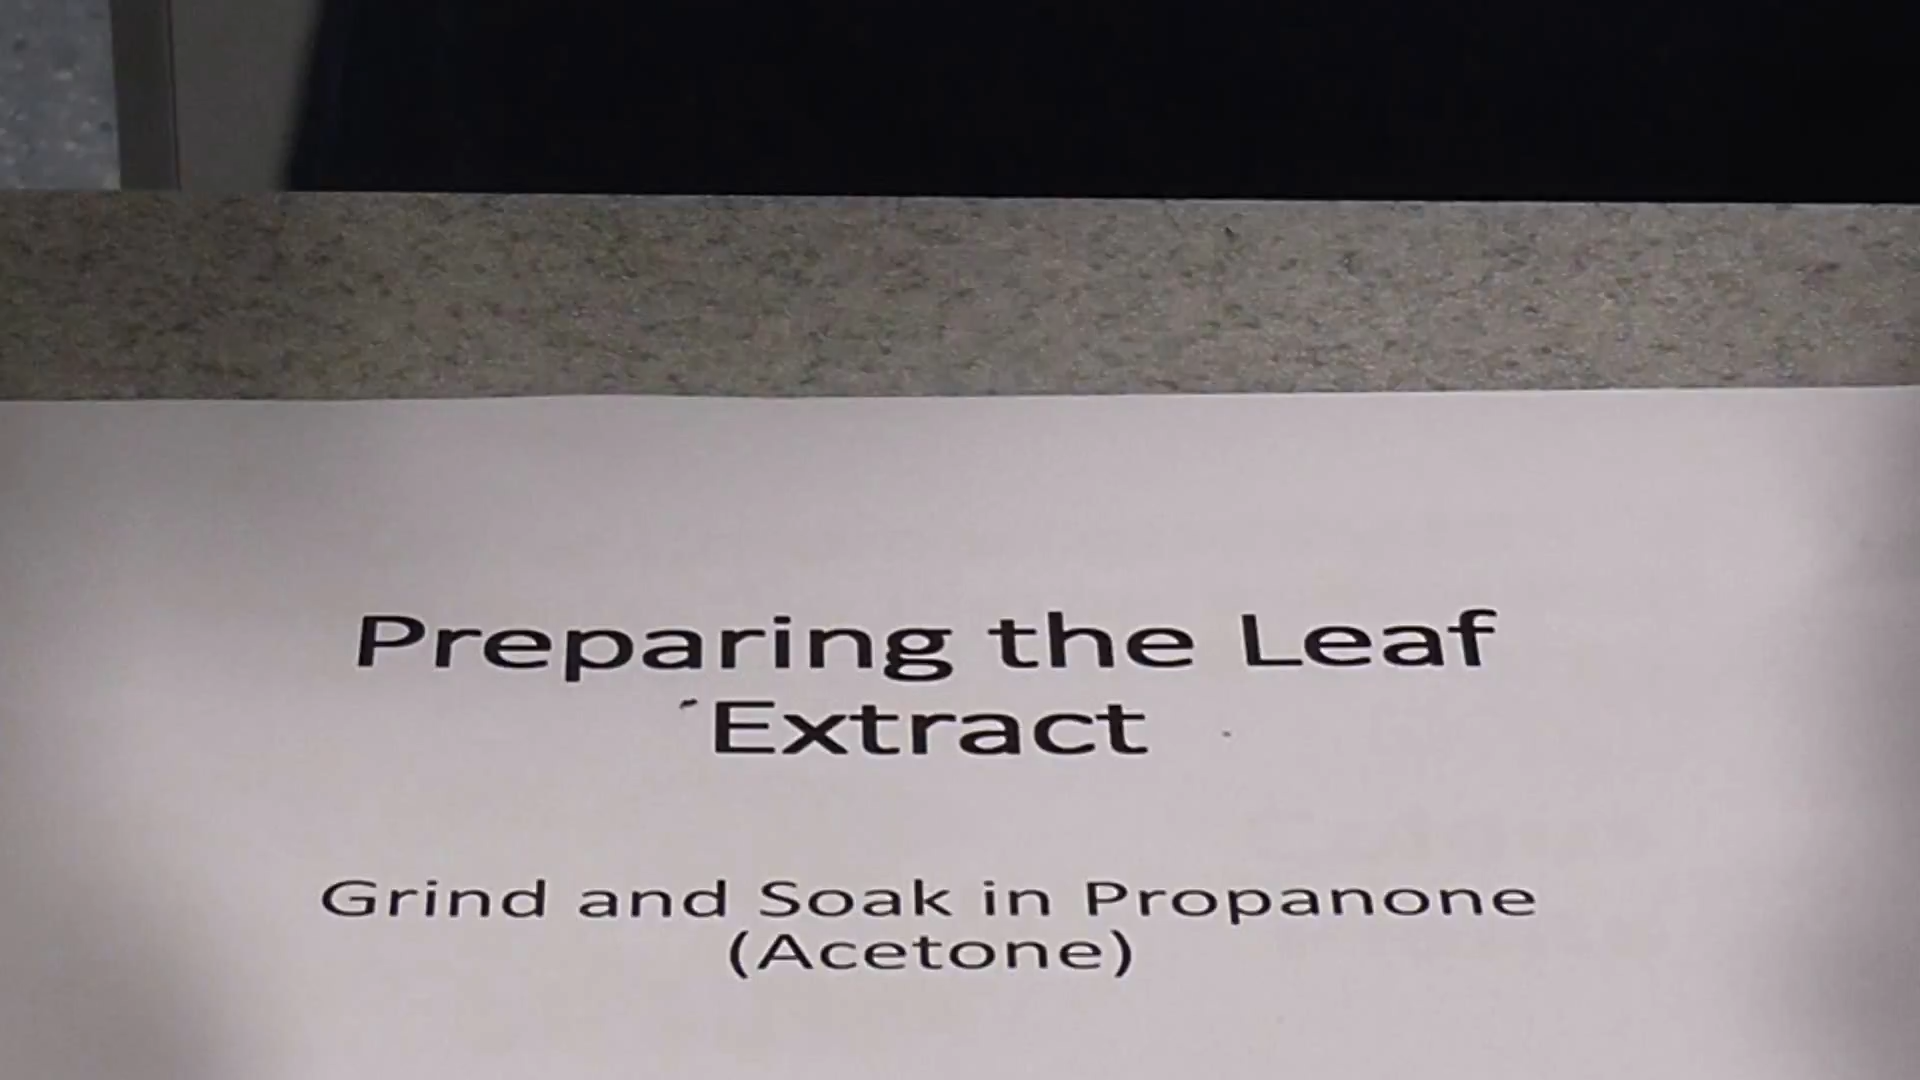 Preparing the Leaf
Extract
Grind and Soak in Propanone
(Acetone)